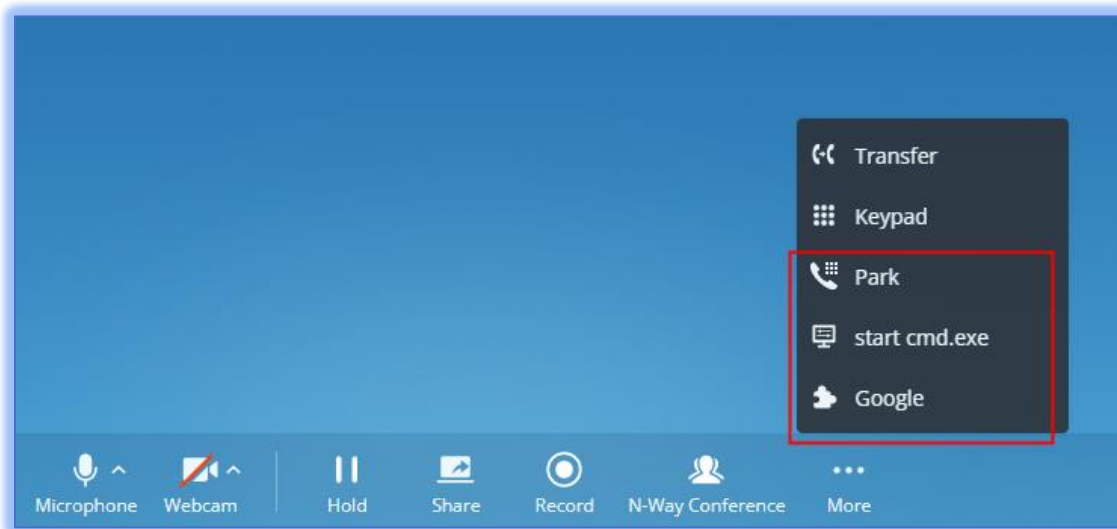 Transfer
Keypad
Park
start cmd.exe
Google
Microphone Webcam Hold Share Record N-Way Conference More